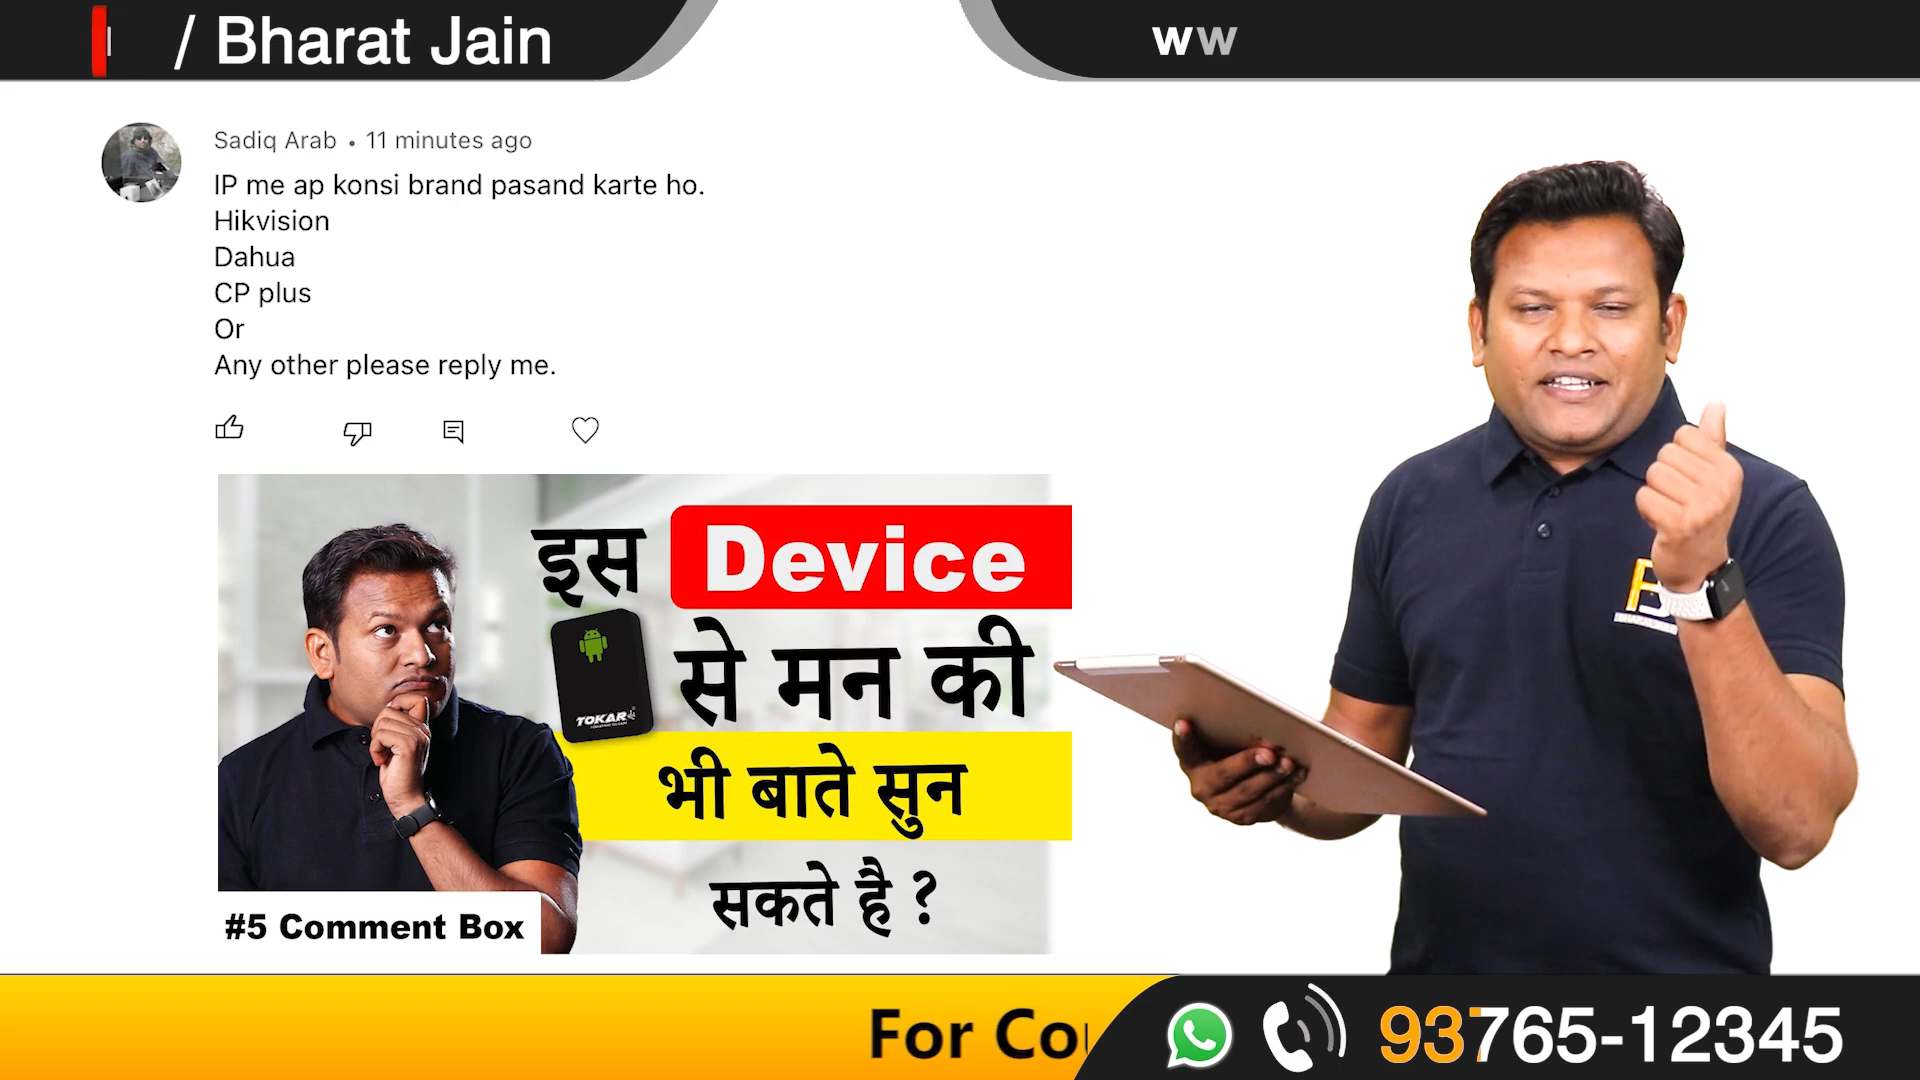 / Bharat Jain
ww
Sadiq Arab • 11 minutes ago
IP me ap konsi brand pasand karte ho.
Hikvision
Dahua
CP plus
Or
Any other please reply me.
इस Device
से मन की
TOKAR
भी बाते सुन
सकते है ?
#5 Comment Box
For Cou
93765-12345